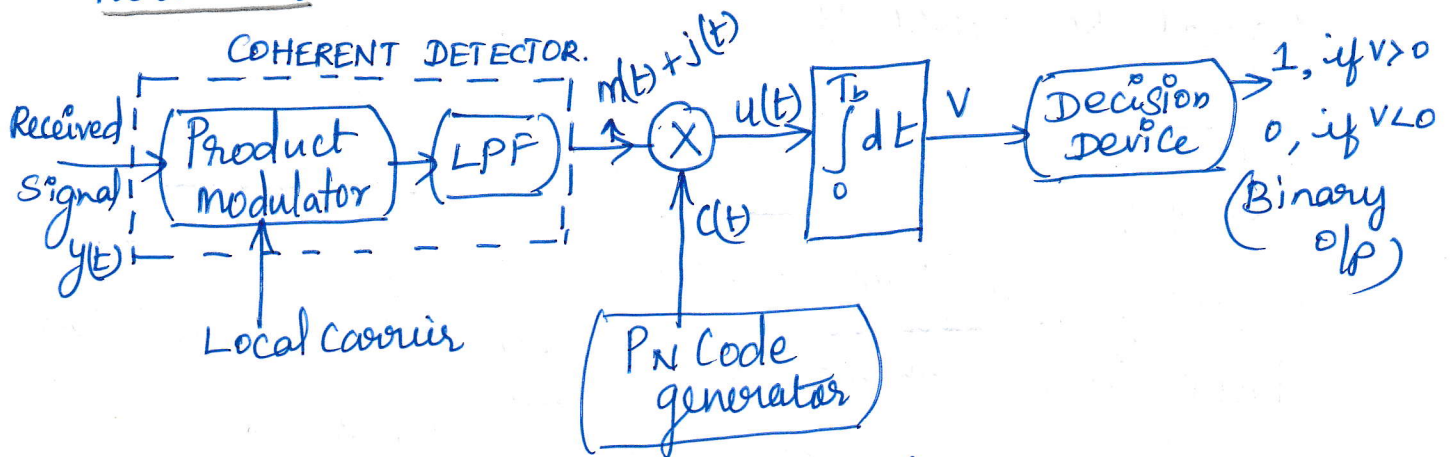 COHERENT DETECTOR.
Received
Signal
y(t)
Product
modulator
LPF
m(t) + j(t)
X
u(t)
Tb
∫ dt
0
V
Decision
Device
1, if V>0
0, if V<0
(Binary
O/P)
C(t)
Local Carrier
PN Code
generator